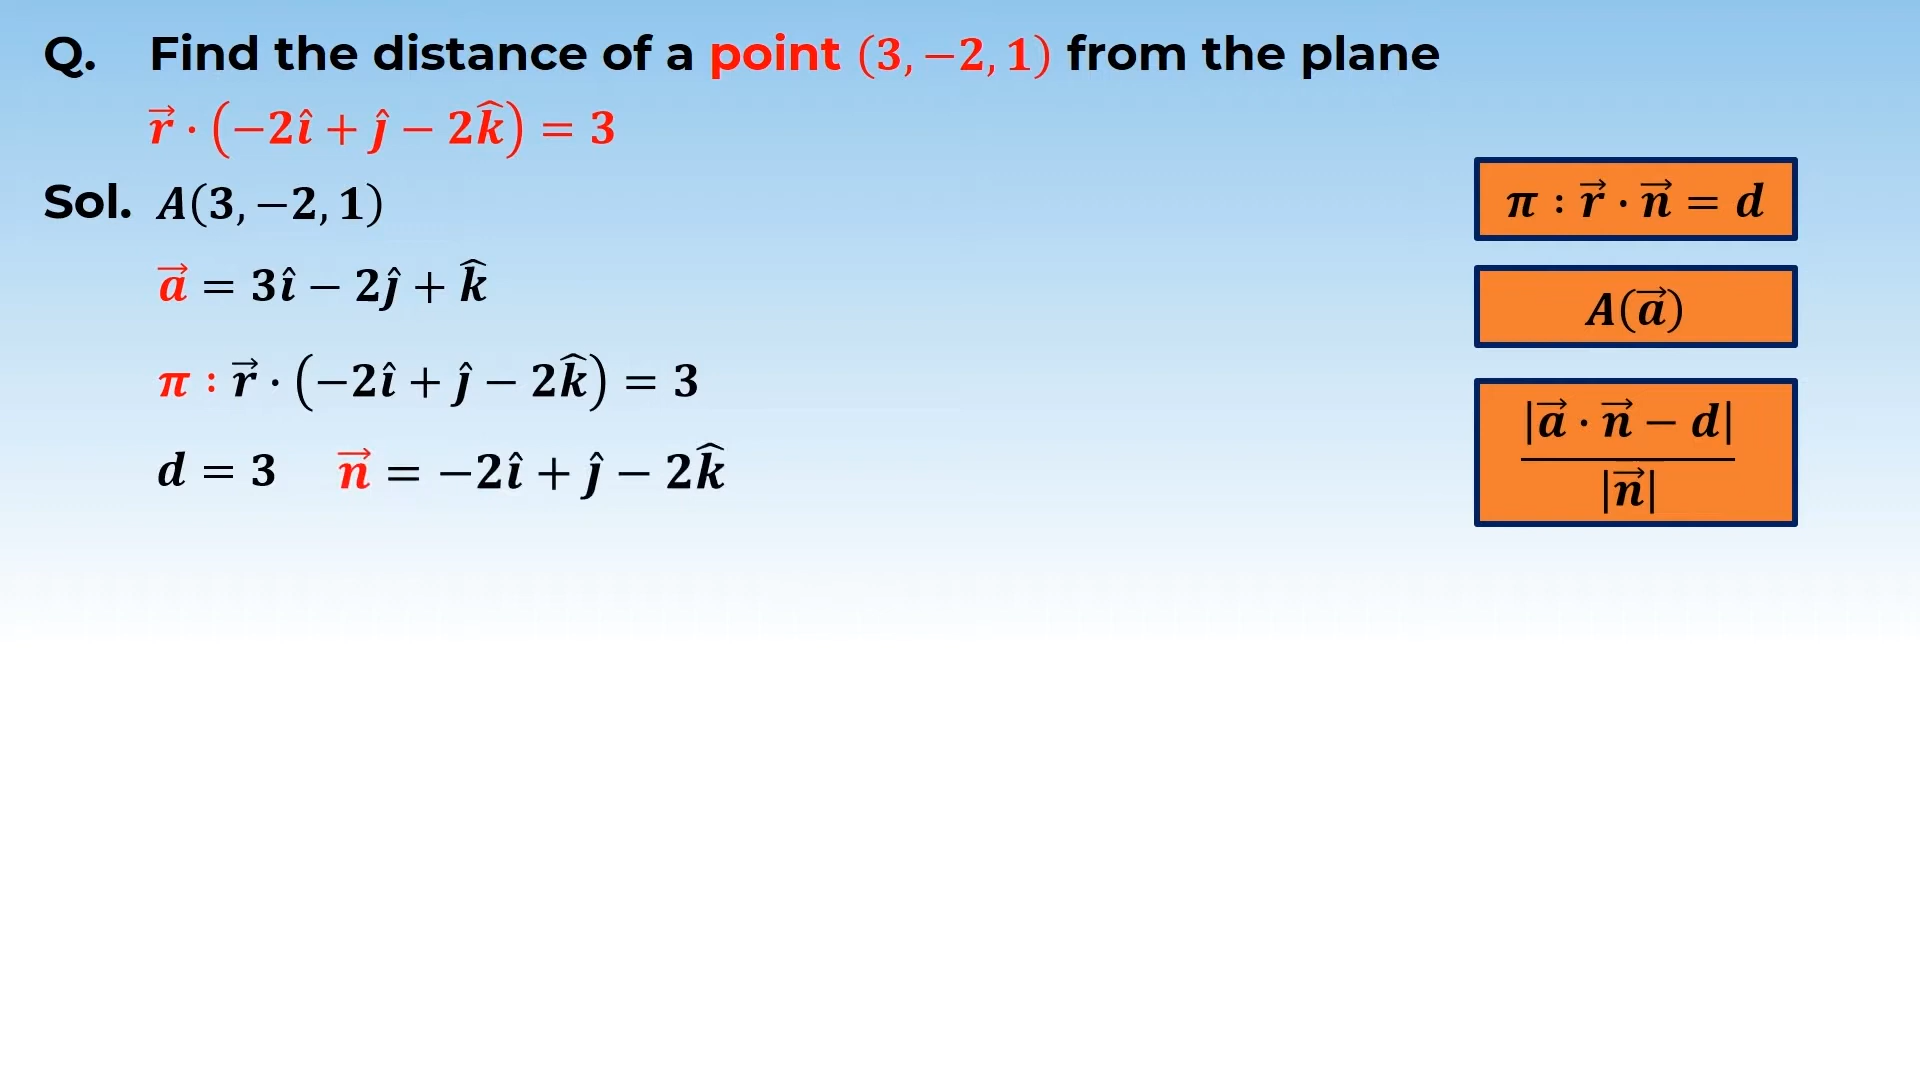 Q. Find the distance of a point (3, −2, 1) from the plane
r⃗ · (−2î + ĵ − 2k̂) = 3
Sol. A(3, −2, 1)
a⃗ = 3î − 2ĵ + k̂
π : r⃗ · (−2î + ĵ − 2k̂) = 3
d = 3 n⃗ = −2î + ĵ − 2k̂
π : r⃗ · n⃗ = d
A(a⃗)
|a⃗ · n⃗ − d|
|n⃗|